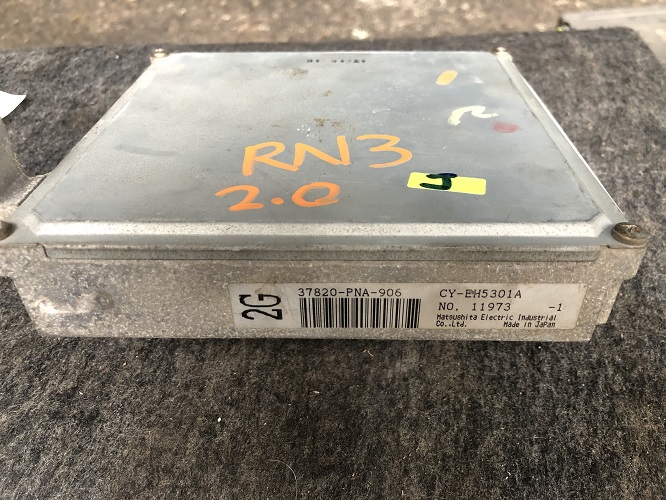 RN3
2.0
J
2G
37820-PNA-906
CY-EH5301A
NO. 11973 -1
Matsushita Electric Industrial
Co.,Ltd. Made in Japan